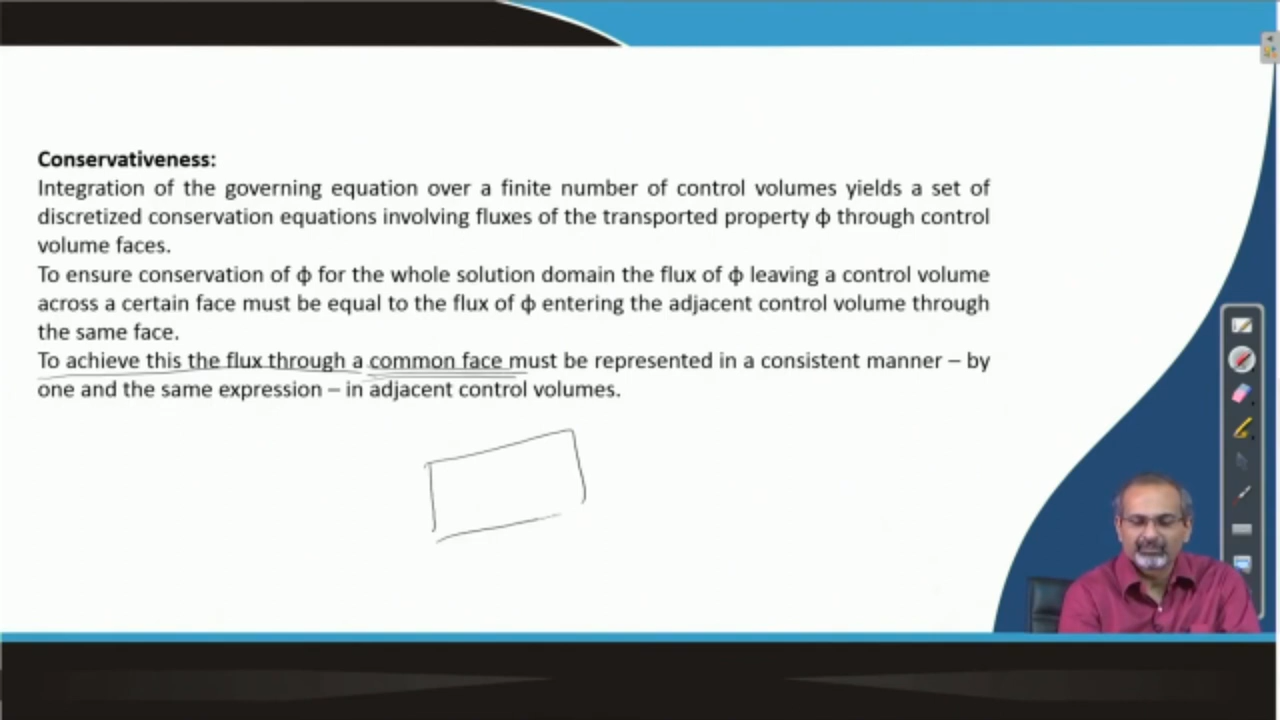 Conservativeness:
Integration of the governing equation over a finite number of control volumes yields a set of
discretized conservation equations involving fluxes of the transported property ф through control
volume faces.
To ensure conservation of ф for the whole solution domain the flux of ф leaving a control volume
across a certain face must be equal to the flux of ф entering the adjacent control volume through
the same face.
To achieve this the flux through a common face must be represented in a consistent manner – by
one and the same expression – in adjacent control volumes.